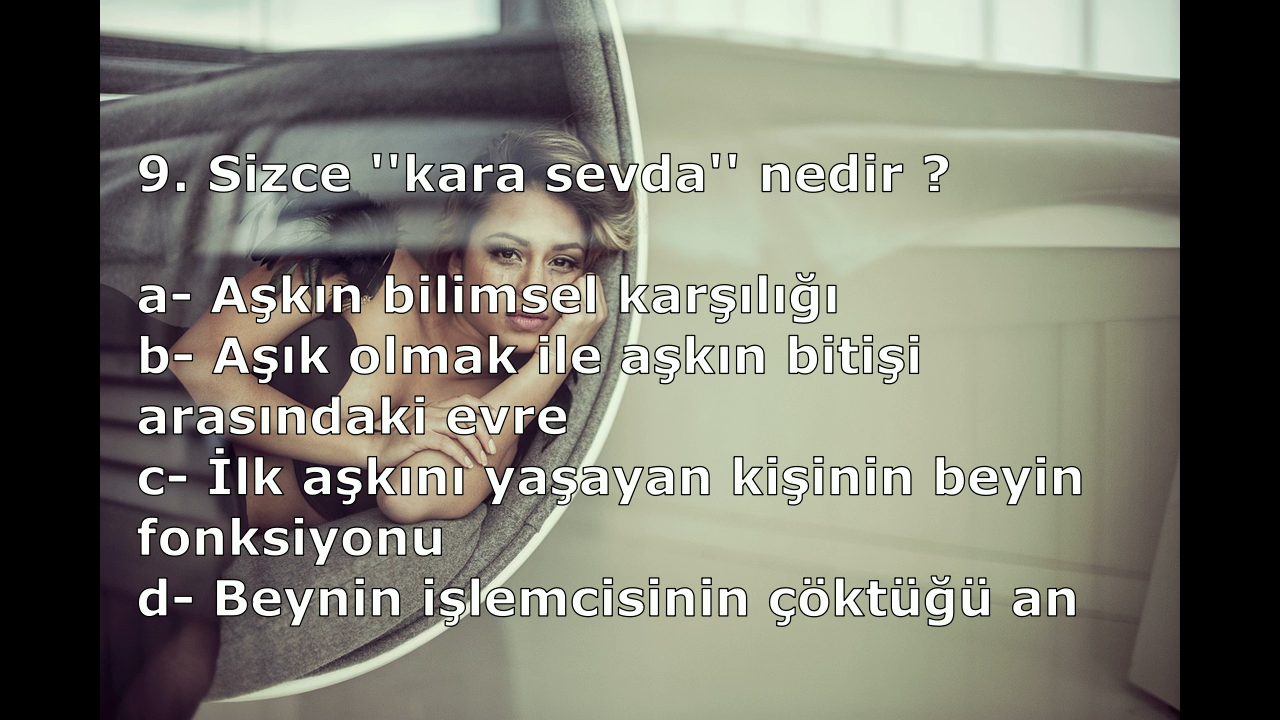 9. Sizce ''kara sevda'' nedir ?
a- Aşkın bilimsel karşılığı
b- Aşık olmak ile aşkın bitişi
arasındaki evre
c- İlk aşkını yaşayan kişinin beyin
fonksiyonu
d- Beynin işlemcisinin çöktüğü an